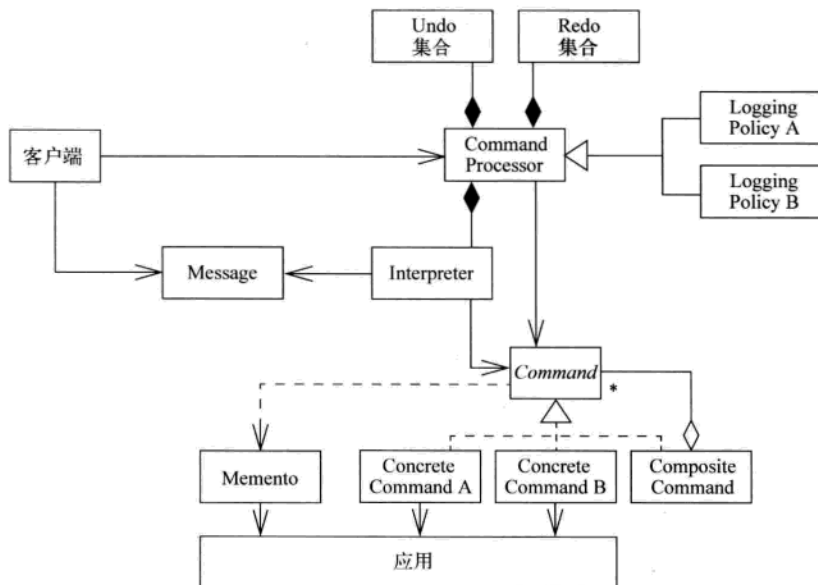 Undo
集合
Redo
集合
Logging
Policy A
客户端
Command
Processor
Logging
Policy B
Message
Interpreter
Command
*
Memento
Concrete
Command A
Concrete
Command B
Composite
Command
应用